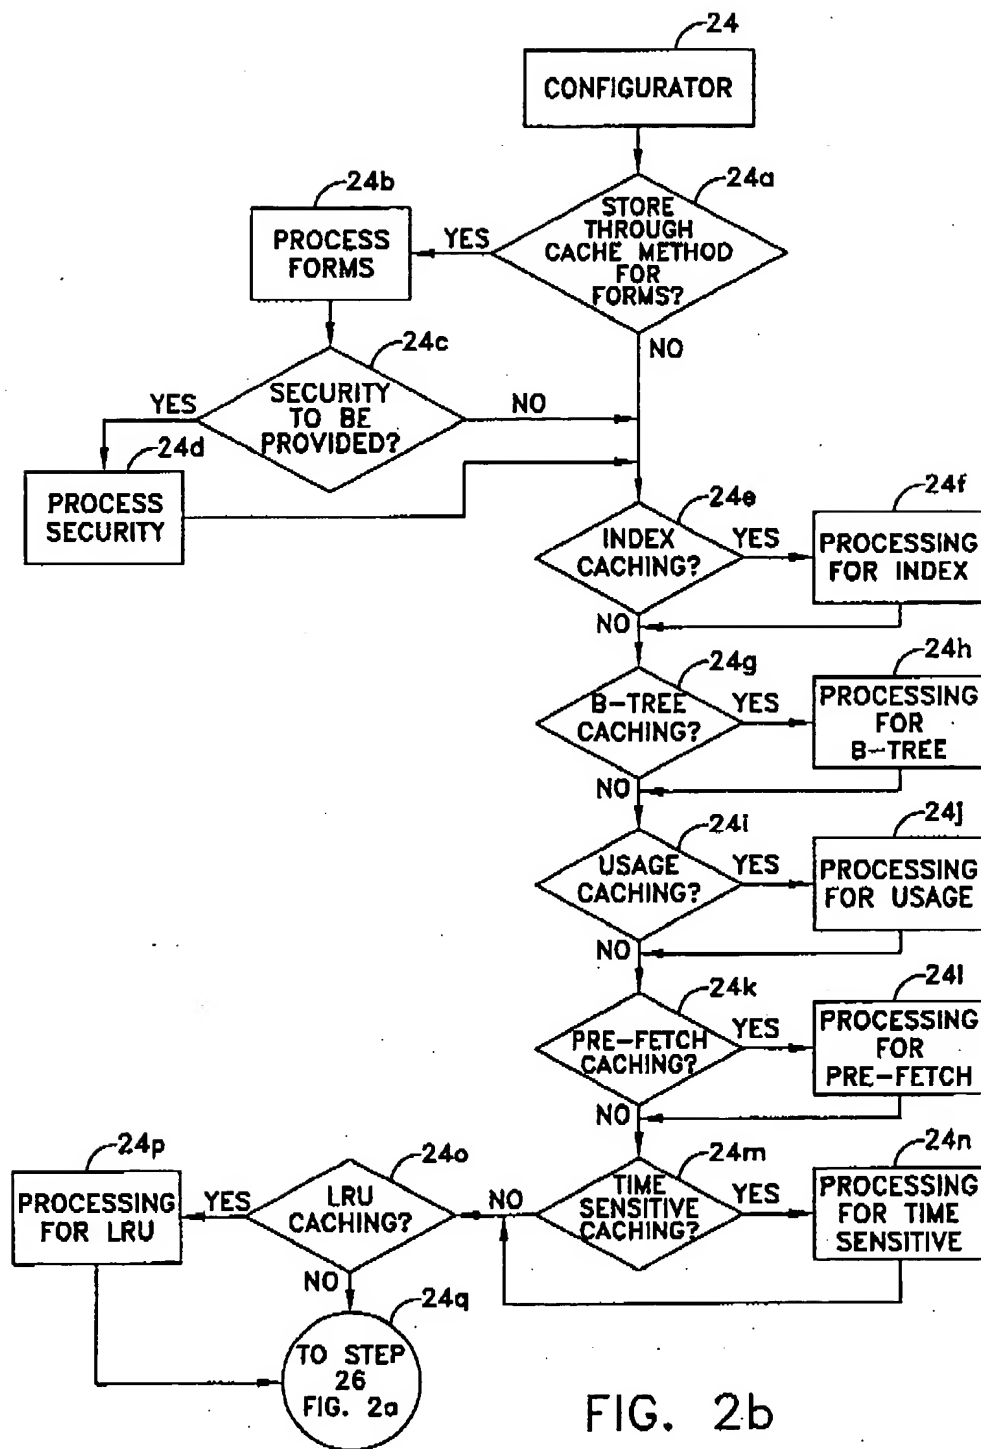 24
CONFIGURATOR
24a
STORE
THROUGH
CACHE METHOD
FOR
FORMS?
YES
NO
24b
PROCESS
FORMS
24c
SECURITY
TO BE
PROVIDED?
YES
NO
24d
PROCESS
SECURITY
24e
INDEX
CACHING?
YES
NO
24f
PROCESSING
FOR INDEX
24g
B-TREE
CACHING?
YES
NO
24h
PROCESSING
FOR
B-TREE
24i
USAGE
CACHING?
YES
NO
24j
PROCESSING
FOR USAGE
24k
PRE-FETCH
CACHING?
YES
NO
24l
PROCESSING
FOR
PRE-FETCH
24m
TIME
SENSITIVE
CACHING?
YES
NO
24n
PROCESSING
FOR TIME
SENSITIVE
24o
LRU
CACHING?
YES
NO
24p
PROCESSING
FOR LRU
24q
TO STEP
26
FIG. 2a
FIG. 2b